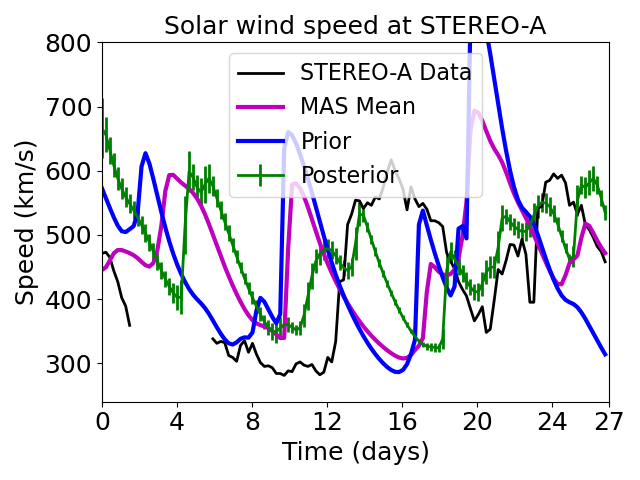 Solar wind speed at STEREO-A
800
700
600
500
400
300
Speed (km/s)
STEREO-A Data
MAS Mean
Prior
Posterior
0 4 8 12 16 20 24 27
Time (days)